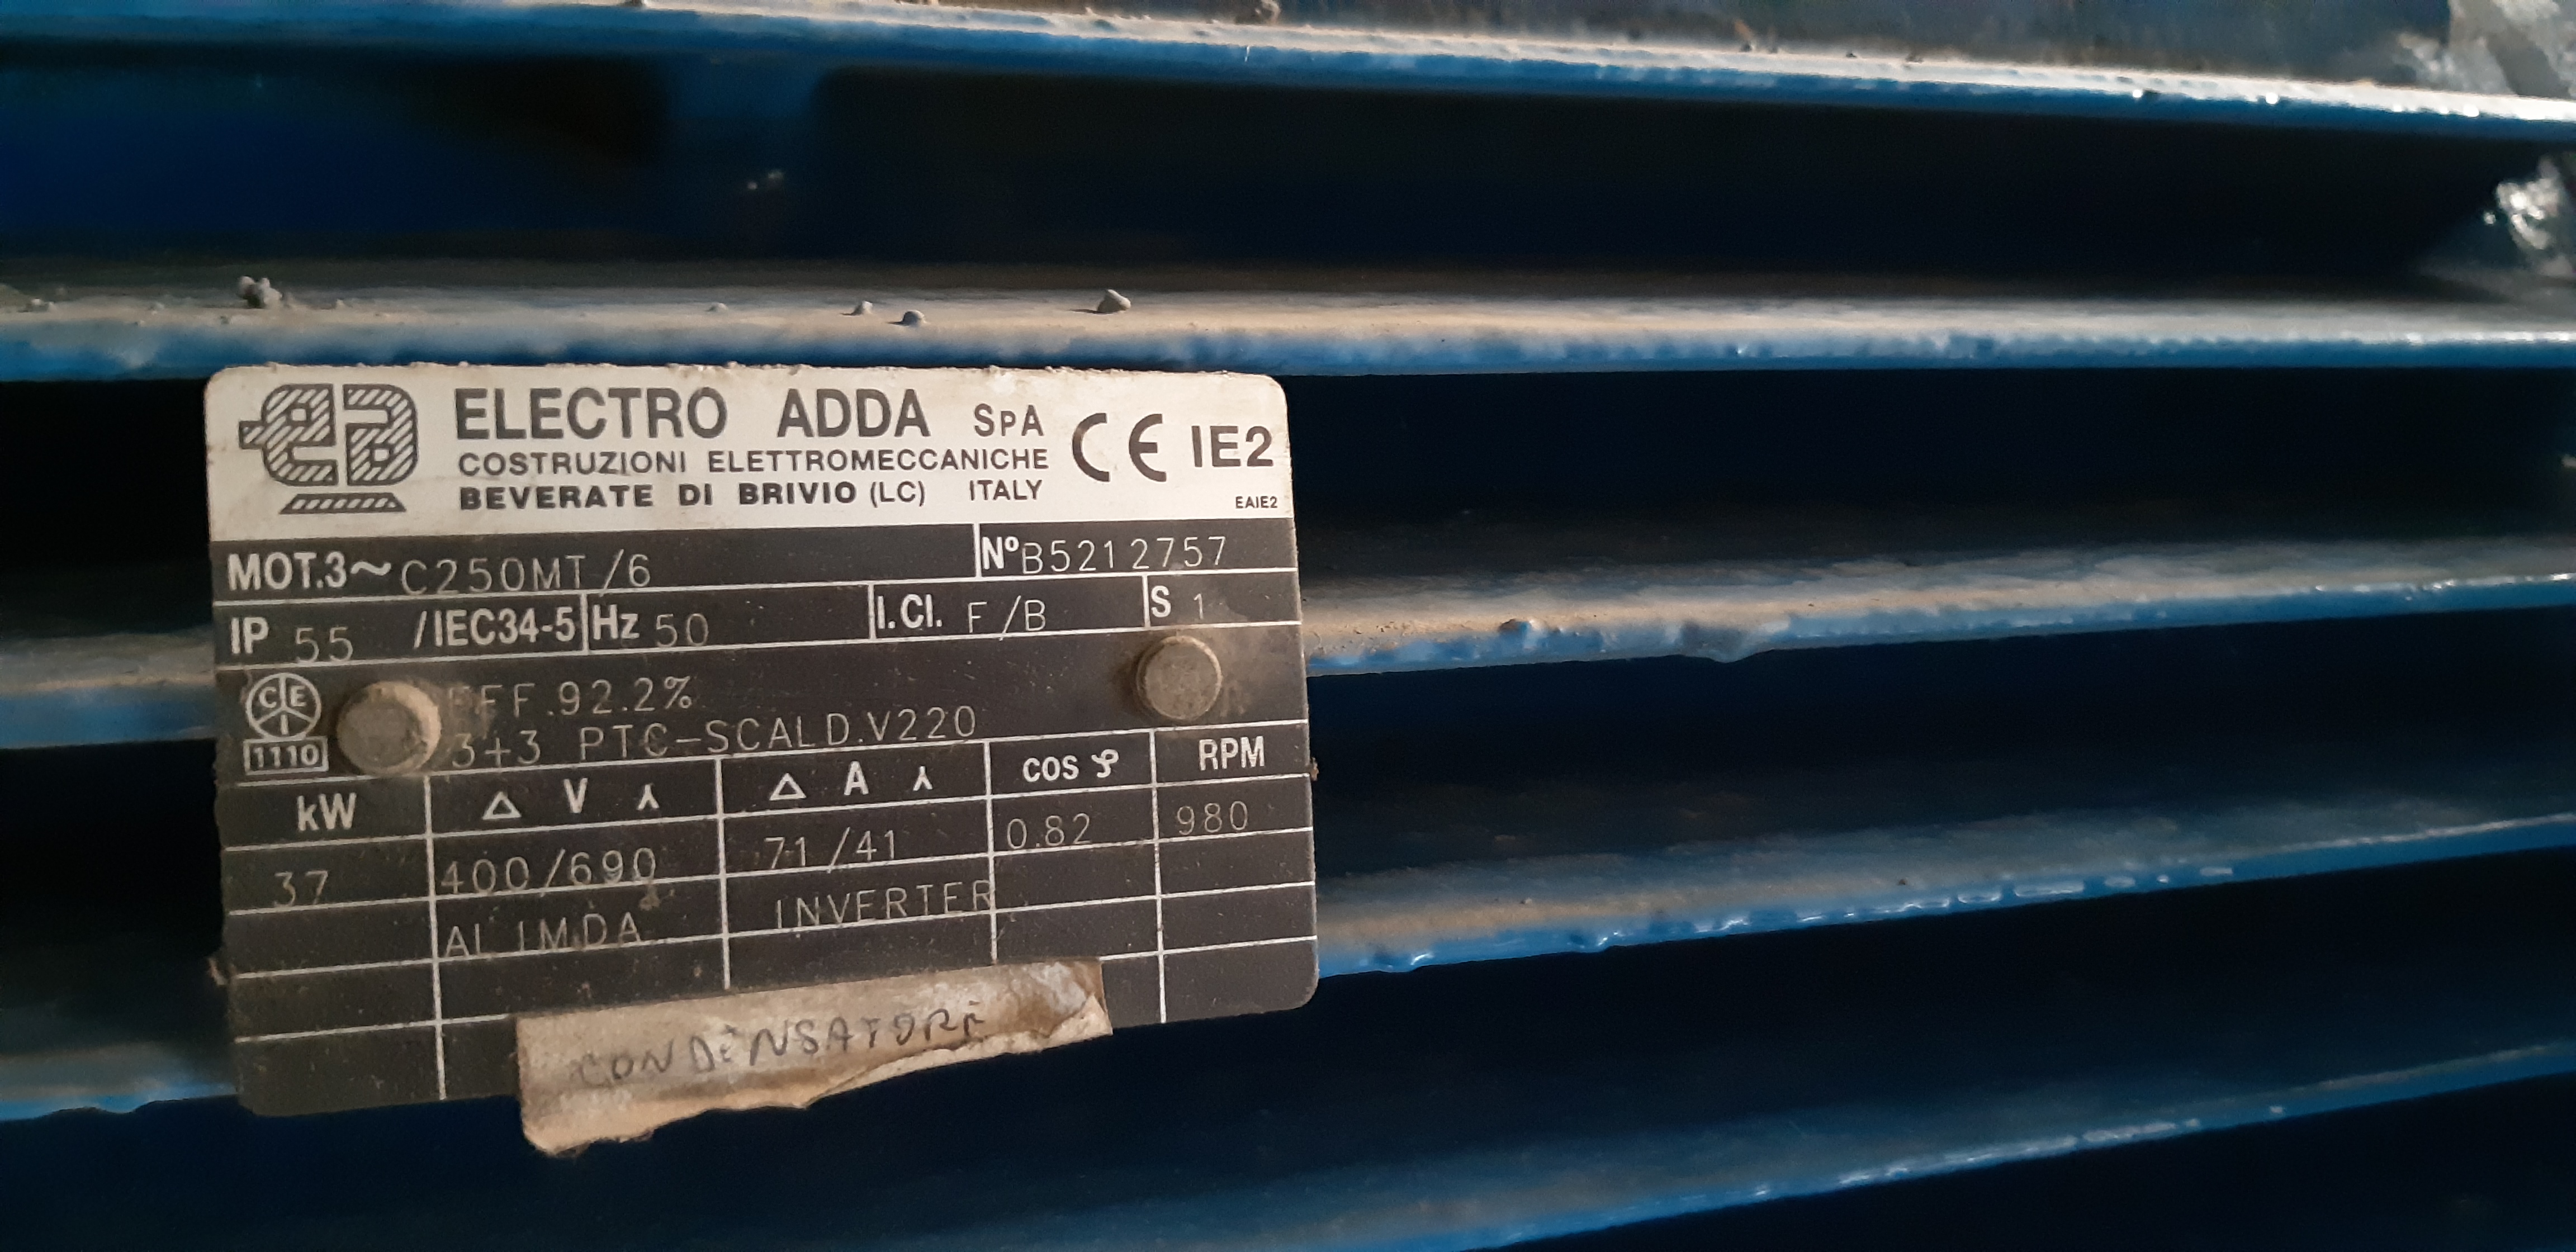 ELECTRO ADDA SpA
COSTRUZIONI ELETTROMECCANICHE
BEVERATE DI BRIVIO (LC) ITALY
CE IE2
EAIE2
MOT.3~ C250MT/6 Nº B5212757
IP 55 /IEC34-5 Hz 50 I.Cl. F/B S 1
CEI
1110
EFF.92.2%
3+3 PTC-SCALD.V220
kW Δ V Y Δ A Y cos φ RPM
37 400/690 71/41 0.82 980
ALIM.DA INVERTER
CONDENSATORE